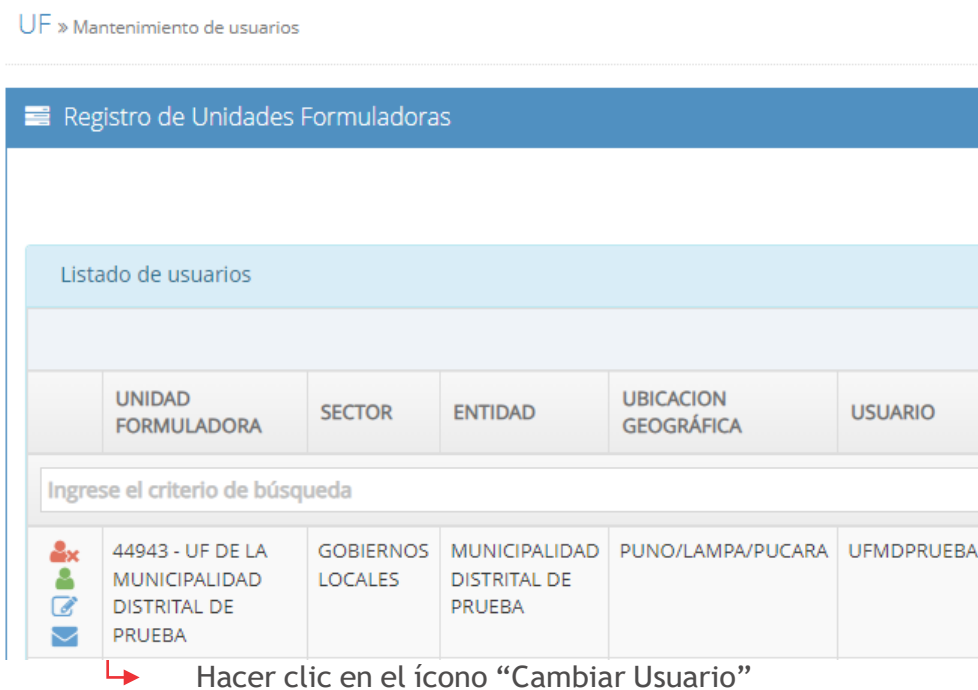 UF » Mantenimiento de usuarios
Registro de Unidades Formuladoras
Listado de usuarios
UNIDAD FORMULADORA
SECTOR
ENTIDAD
UBICACION GEOGRÁFICA
USUARIO
Ingrese el criterio de búsqueda
44943 - UF DE LA
MUNICIPALIDAD
DISTRITAL DE
PRUEBA
GOBIERNOS
LOCALES
MUNICIPALIDAD
DISTRITAL DE
PRUEBA
PUNO/LAMPA/PUCARA
UFMDPRUEBA
Hacer clic en el ícono “Cambiar Usuario”